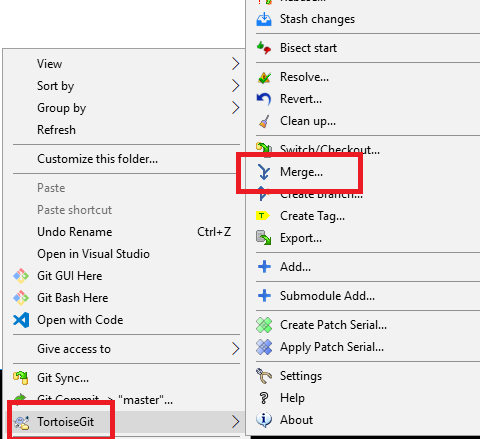 View
Sort by
Group by
Refresh
Customize this folder...
Paste
Paste shortcut
Undo Rename Ctrl+Z
Open in Visual Studio
Git GUI Here
Git Bash Here
Open with Code
Give access to
Git Sync...
Git Commit -> "master"...
TortoiseGit
Stash changes
Bisect start
Resolve...
Revert...
Clean up...
Switch/Checkout...
Merge...
Create Branch...
Create Tag...
Export...
Add...
Submodule Add...
Create Patch Serial...
Apply Patch Serial...
Settings
Help
About